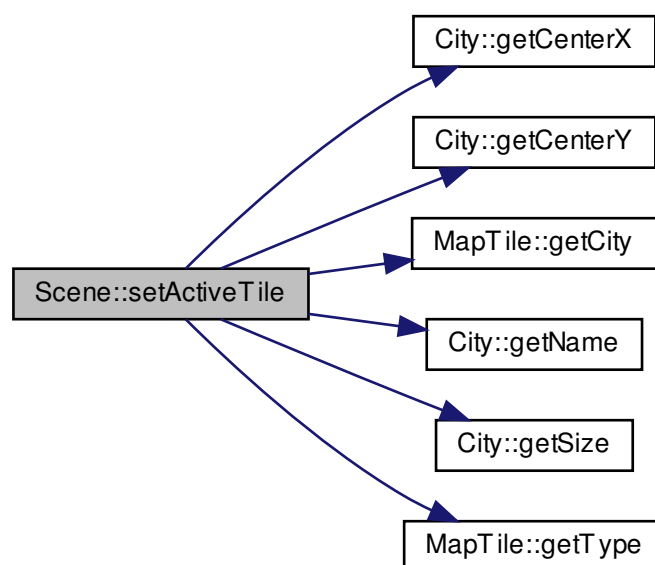 City::getCenterX
City::getCenterY
MapTile::getCity
Scene::setActiveTile
City::getName
City::getSize
MapTile::getType